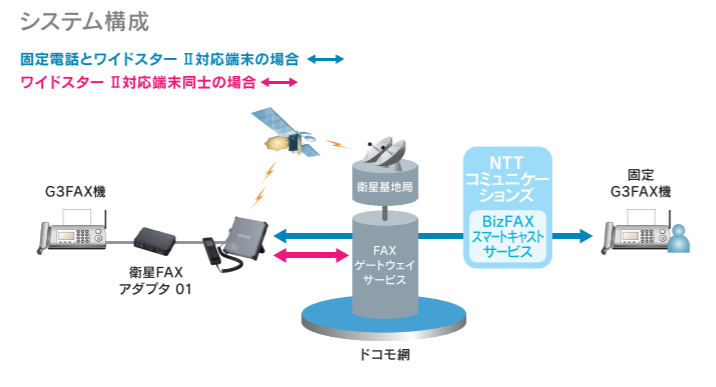 システム構成
固定電話とワイドスター Ⅱ対応端末の場合
ワイドスター Ⅱ対応端末同士の場合
G3FAX機
衛星FAX
アダプタ 01
衛星基地局
FAX
ゲートウェイ
サービス
ドコモ網
NTT
コミュニケー
ションズ
BizFAX
スマートキャスト
サービス
固定
G3FAX機